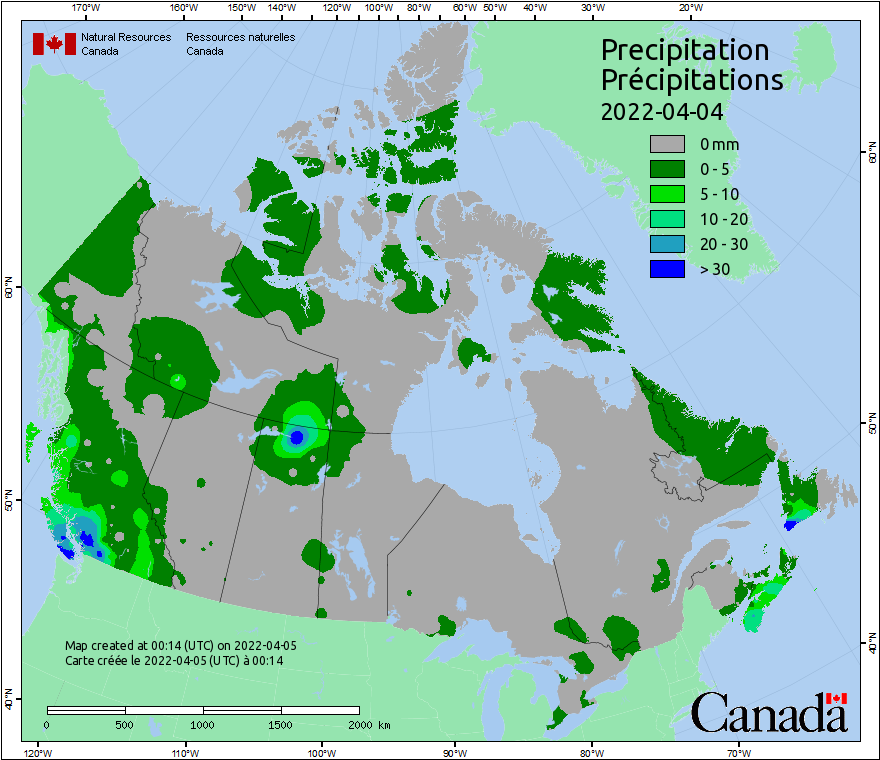 170°W 160°W 150°W 140°W 130°W 120°W 110°W 100°W 90°W 80°W 60°W 50°W 40°W 30°W 20°W
Natural Resources Ressources naturelles
Canada Canada
Precipitation
Précipitations
2022-04-04
0 mm
0 - 5
5 - 10
10 - 20
20 - 30
> 30
60°N
60°N
50°N
50°N
40°N
40°N
Map created at 00:14 (UTC) on 2022-04-05
Carte créée le 2022-04-05 (UTC) à 00:14
0 500 1000 1500 2000 km
Canada
120°W 110°W 100°W 90°W 80°W 70°W